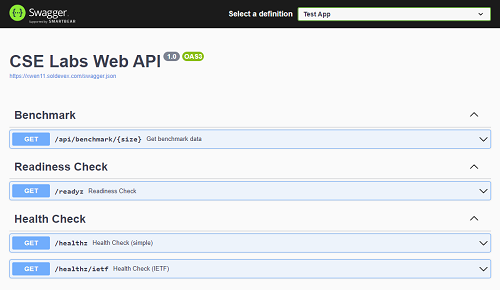 Swagger
Supported by SMARTBEAR
Select a definition
Test App
CSE Labs Web API 1.0 OAS3
https://xwen11.soldevex.com/swagger.json
Benchmark
GET /api/benchmark/{size} Get benchmark data
Readiness Check
GET /readyz Readiness Check
Health Check
GET /healthz Health Check (simple)
GET /healthz/ietf Health Check (IETF)